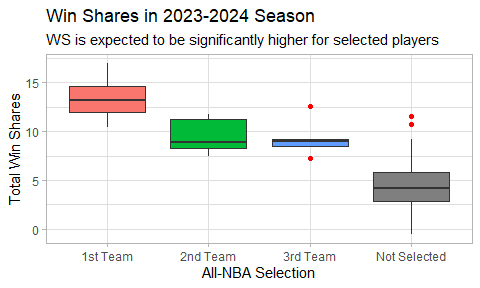 Win Shares in 2023-2024 Season
WS is expected to be significantly higher for selected players
Total Win Shares
15
10
5
0
1st Team
2nd Team
3rd Team
Not Selected
All-NBA Selection